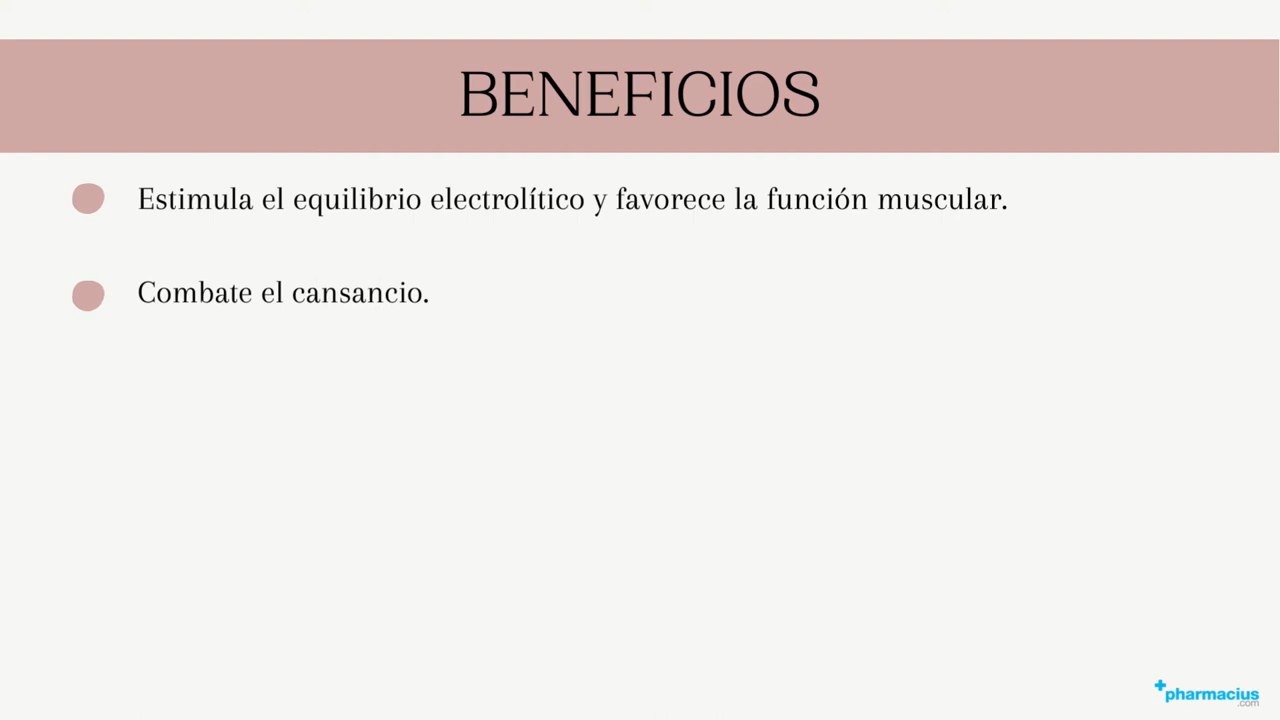 BENEFICIOS
Estimula el equilibrio electrolítico y favorece la función muscular.
Combate el cansancio.
pharmacius
.com